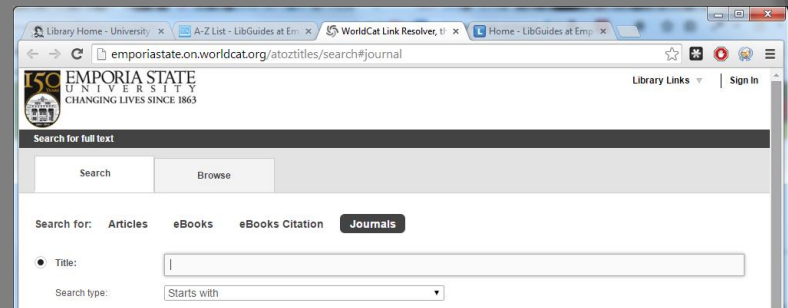 Library Home - University
A-Z List - LibGuides at Em
WorldCat Link Resolver, th
Home - LibGuides at Emp
emporiastate.on.worldcat.org/atoztitles/search#journal
150 EMPORIA STATE
UNIVERSITY
CHANGING LIVES SINCE 1863
Library Links Sign In
Search for full text
Search Browse
Search for: Articles eBooks eBooks Citation Journals
Title:
Search type: Starts with